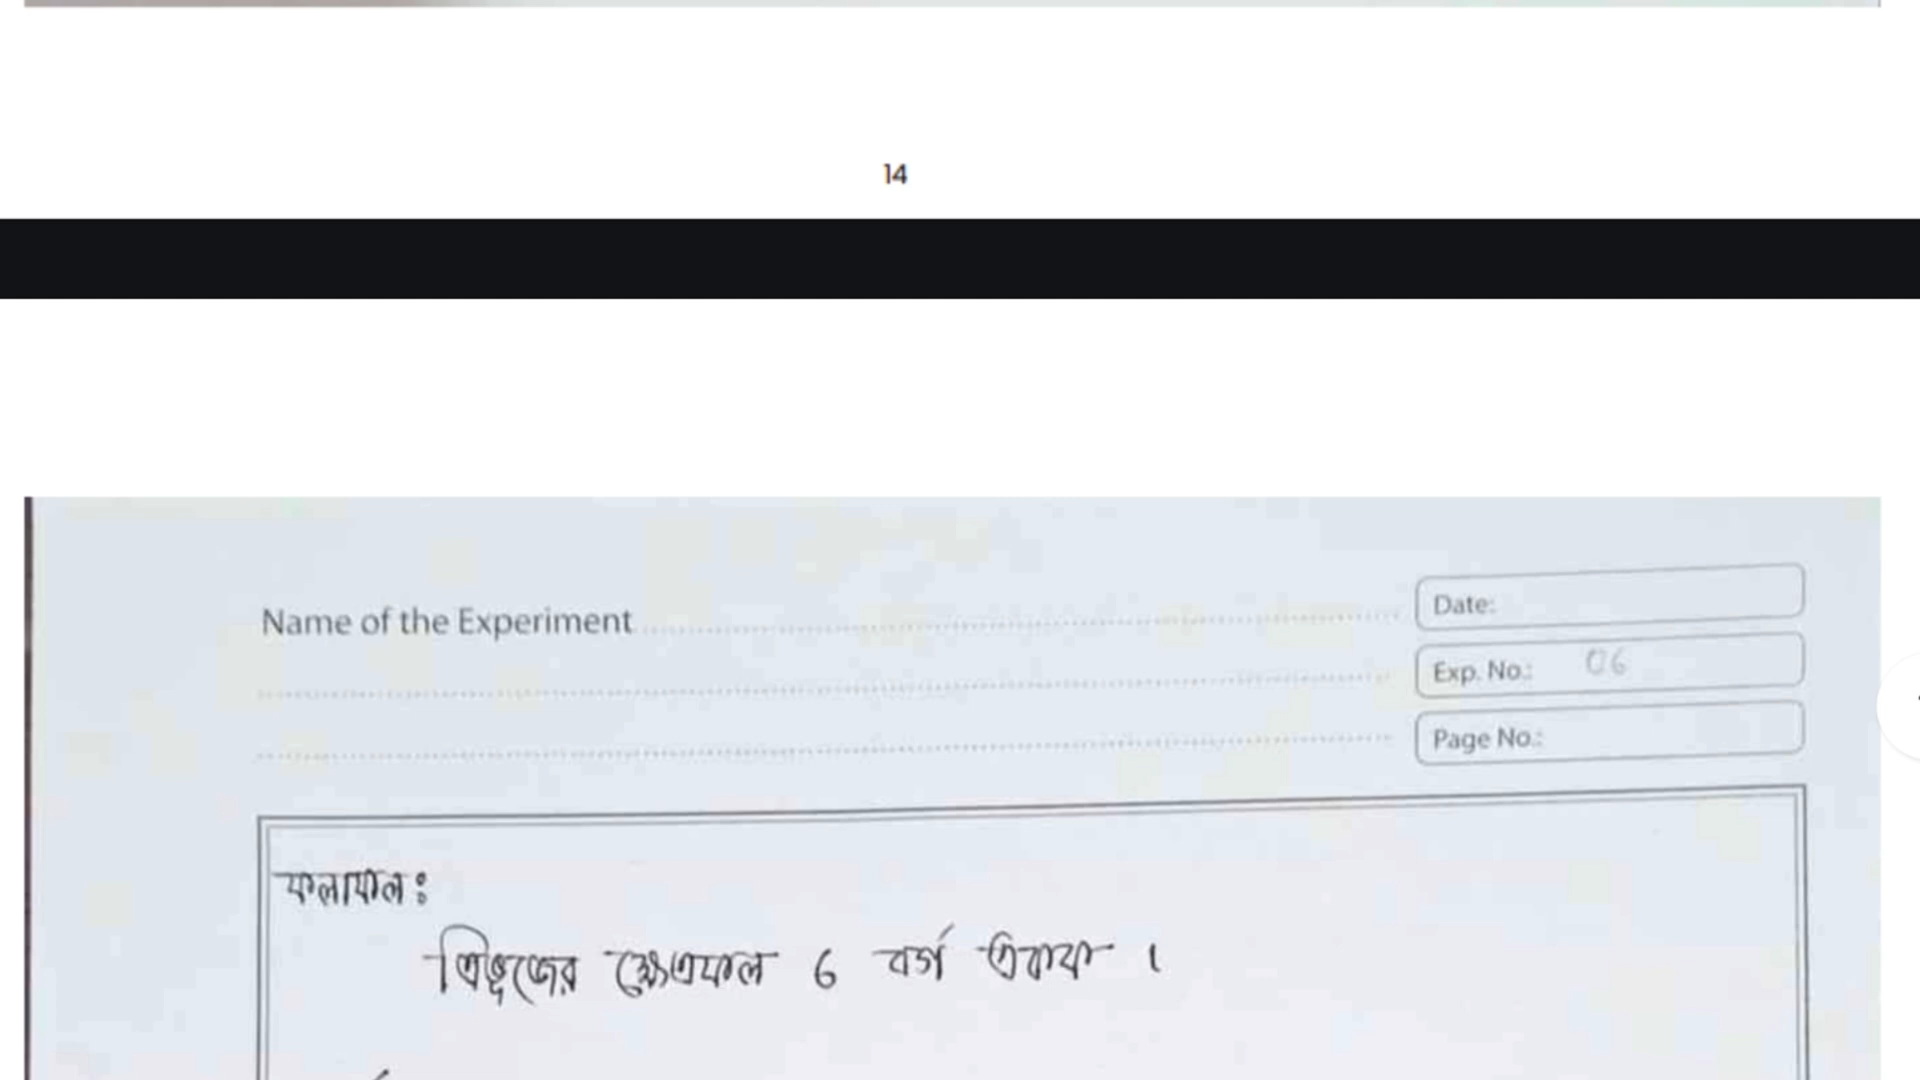 14
Name of the Experiment
Date:
Exp. No.: 06
Page No.:
ফলাফল ঃ
ত্রিভুজের ক্ষেত্রফল 6 বর্গ একক ।